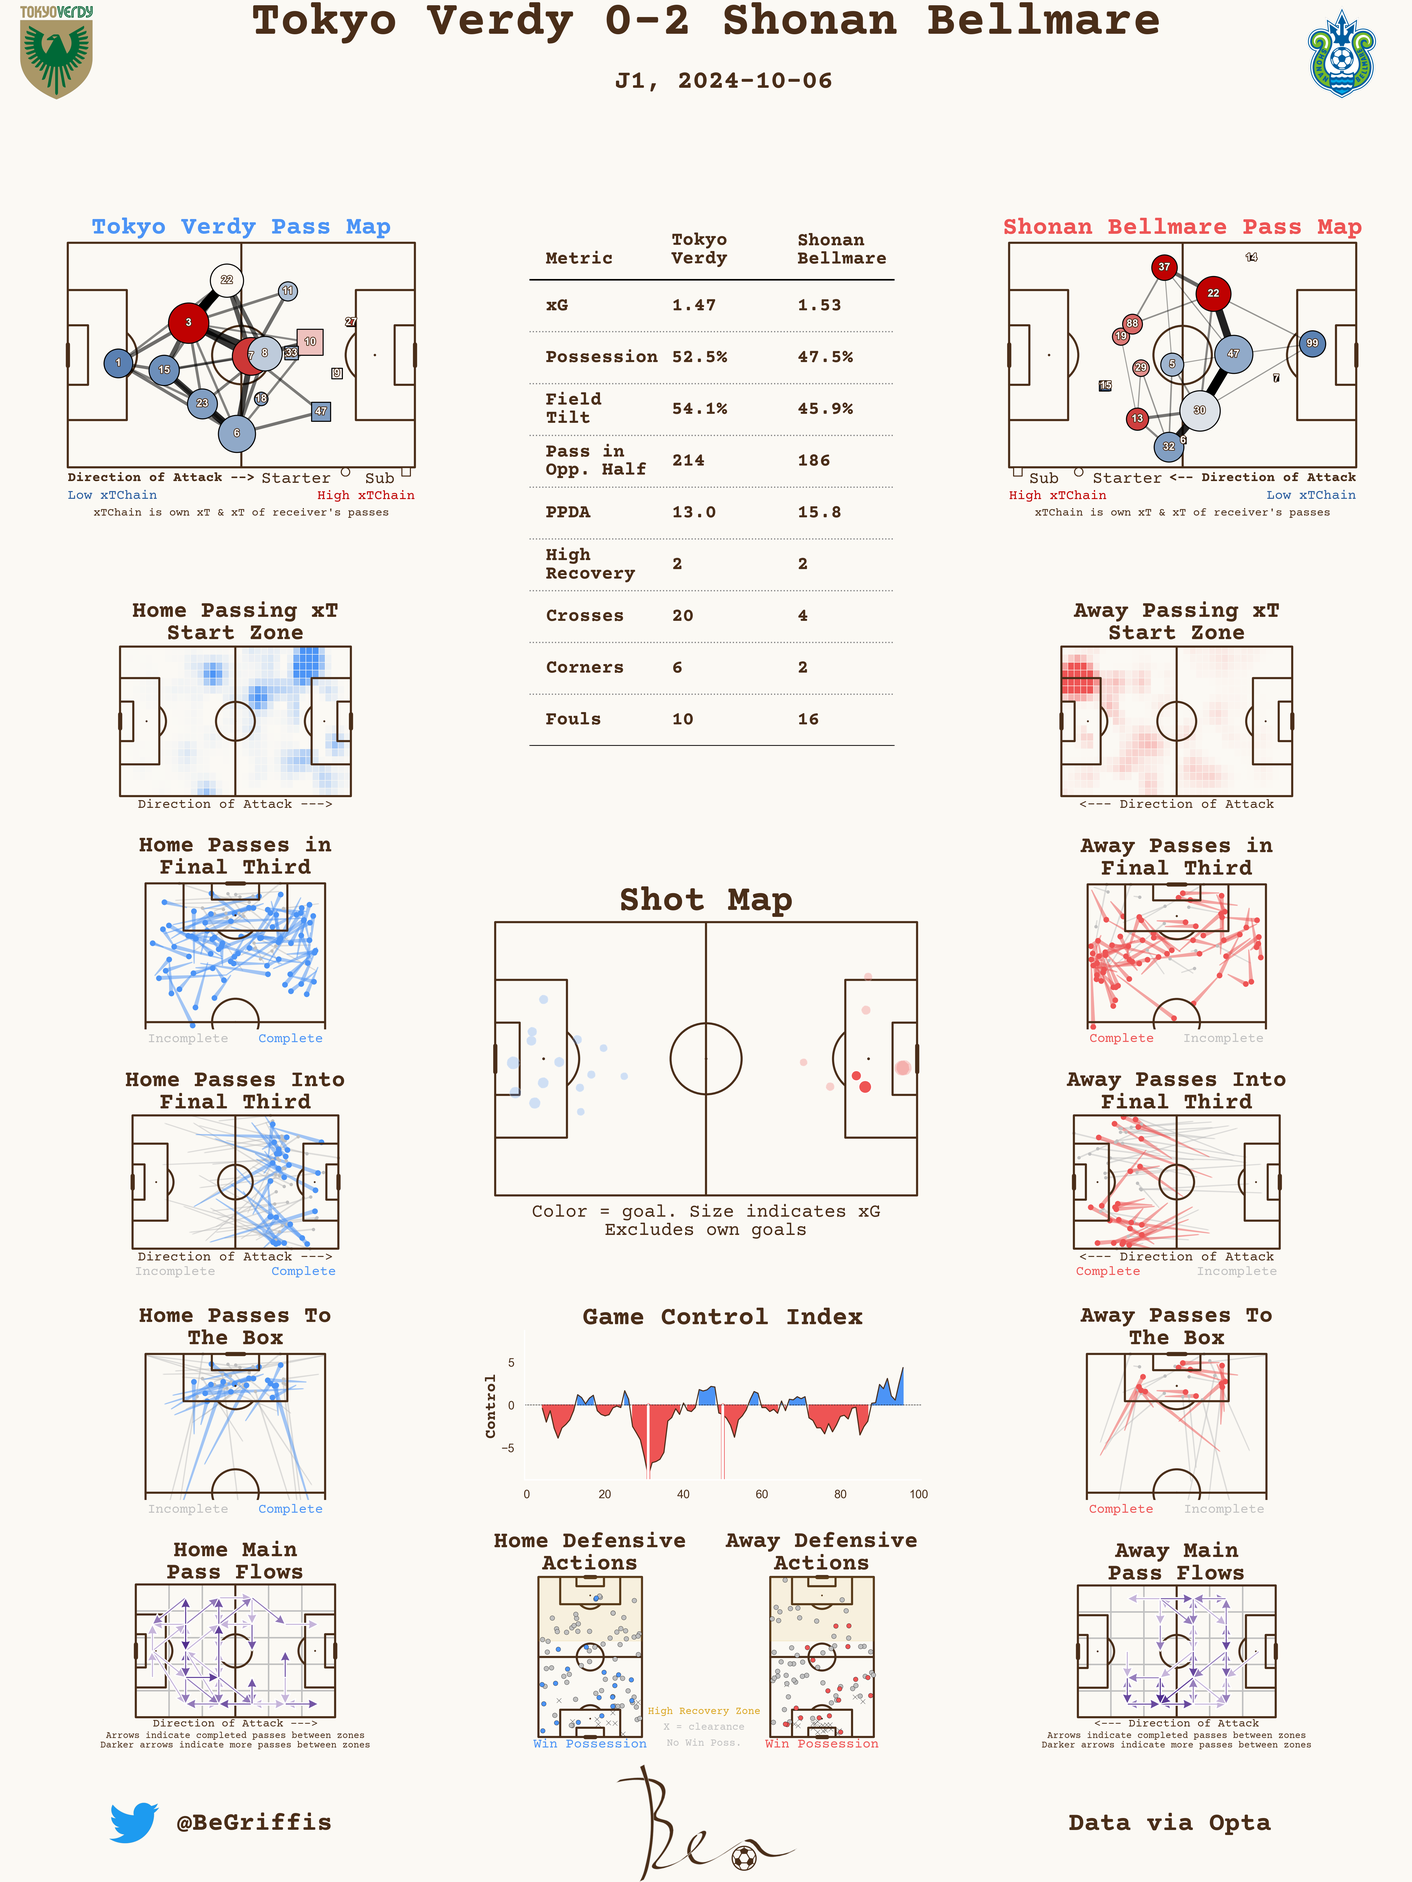 TOKYO VERDY
Tokyo Verdy 0-2 Shonan Bellmare
J1, 2024-10-06
Tokyo Verdy Pass Map
22
11
3
10
27
7
8
33
1
15
9
23
18
47
6
Direction of Attack --> Starter Sub
Low xTChain High xTChain
xTChain is own xT & xT of receiver's passes
Metric Tokyo Verdy Shonan Bellmare
xG 1.47 1.53
Possession 52.5% 47.5%
Field Tilt 54.1% 45.9%
Pass in Opp. Half 214 186
PPDA 13.0 15.8
High Recovery 2 2
Crosses 20 4
Corners 6 2
Fouls 10 16
Shonan Bellmare Pass Map
14
37
22
88
19
99
47
5
29
7
15
30
13
6
32
Sub Starter <-- Direction of Attack
High xTChain Low xTChain
xTChain is own xT & xT of receiver's passes
Home Passing xT
Start Zone
Direction of Attack --->
Away Passing xT
Start Zone
<--- Direction of Attack
Home Passes in
Final Third
Incomplete Complete
Away Passes in
Final Third
Complete Incomplete
Shot Map
Color = goal. Size indicates xG
Excludes own goals
Home Passes Into
Final Third
Direction of Attack --->
Incomplete Complete
Away Passes Into
Final Third
<--- Direction of Attack
Complete Incomplete
Home Passes To
The Box
Incomplete Complete
Game Control Index
Control
5
0
−5
0 20 40 60 80 100
Away Passes To
The Box
Complete Incomplete
Home Main
Pass Flows
Direction of Attack --->
Arrows indicate completed passes between zones
Darker arrows indicate more passes between zones
Home Defensive
Actions
Win Possession
High Recovery Zone
X = clearance
No Win Poss.
Away Defensive
Actions
Win Possession
Away Main
Pass Flows
<--- Direction of Attack
Arrows indicate completed passes between zones
Darker arrows indicate more passes between zones
@BeGriffis
Ben
Data via Opta